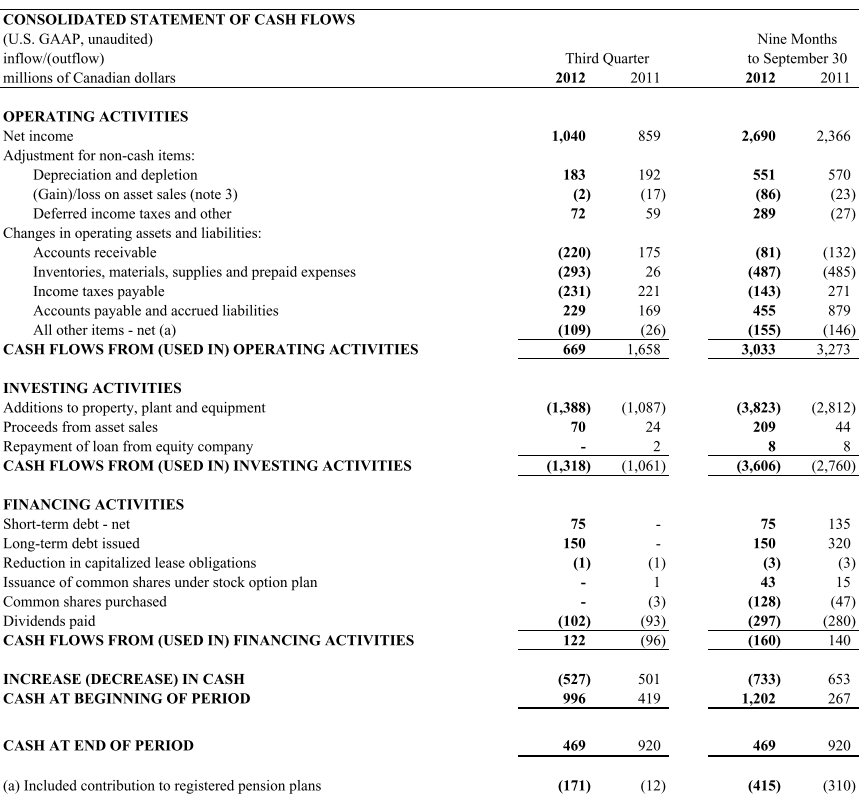 CONSOLIDATED STATEMENT OF CASH FLOWS
(U.S. GAAP, unaudited) Nine Months
inflow/(outflow) Third Quarter to September 30
millions of Canadian dollars 2012 2011 2012 2011
OPERATING ACTIVITIES
Net income 1,040 859 2,690 2,366
Adjustment for non-cash items:
Depreciation and depletion 183 192 551 570
(Gain)/loss on asset sales (note 3) (2) (17) (86) (23)
Deferred income taxes and other 72 59 289 (27)
Changes in operating assets and liabilities:
Accounts receivable (220) 175 (81) (132)
Inventories, materials, supplies and prepaid expenses (293) 26 (487) (485)
Income taxes payable (231) 221 (143) 271
Accounts payable and accrued liabilities 229 169 455 879
All other items - net (a) (109) (26) (155) (146)
CASH FLOWS FROM (USED IN) OPERATING ACTIVITIES 669 1,658 3,033 3,273
INVESTING ACTIVITIES
Additions to property, plant and equipment (1,388) (1,087) (3,823) (2,812)
Proceeds from asset sales 70 24 209 44
Repayment of loan from equity company - 2 8 8
CASH FLOWS FROM (USED IN) INVESTING ACTIVITIES (1,318) (1,061) (3,606) (2,760)
FINANCING ACTIVITIES
Short-term debt - net 75 - 75 135
Long-term debt issued 150 - 150 320
Reduction in capitalized lease obligations (1) (1) (3) (3)
Issuance of common shares under stock option plan - 1 43 15
Common shares purchased - (3) (128) (47)
Dividends paid (102) (93) (297) (280)
CASH FLOWS FROM (USED IN) FINANCING ACTIVITIES 122 (96) (160) 140
INCREASE (DECREASE) IN CASH (527) 501 (733) 653
CASH AT BEGINNING OF PERIOD 996 419 1,202 267
CASH AT END OF PERIOD 469 920 469 920
(a) Included contribution to registered pension plans (171) (12) (415) (310)